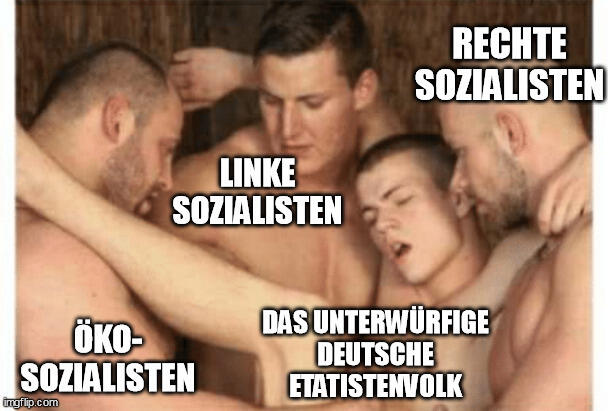 RECHTE
SOZIALISTEN
LINKE
SOZIALISTEN
DAS UNTERWÜRFIGE
DEUTSCHE
ETATISTENVOLK
ÖKO-
SOZIALISTEN
imgflip.com